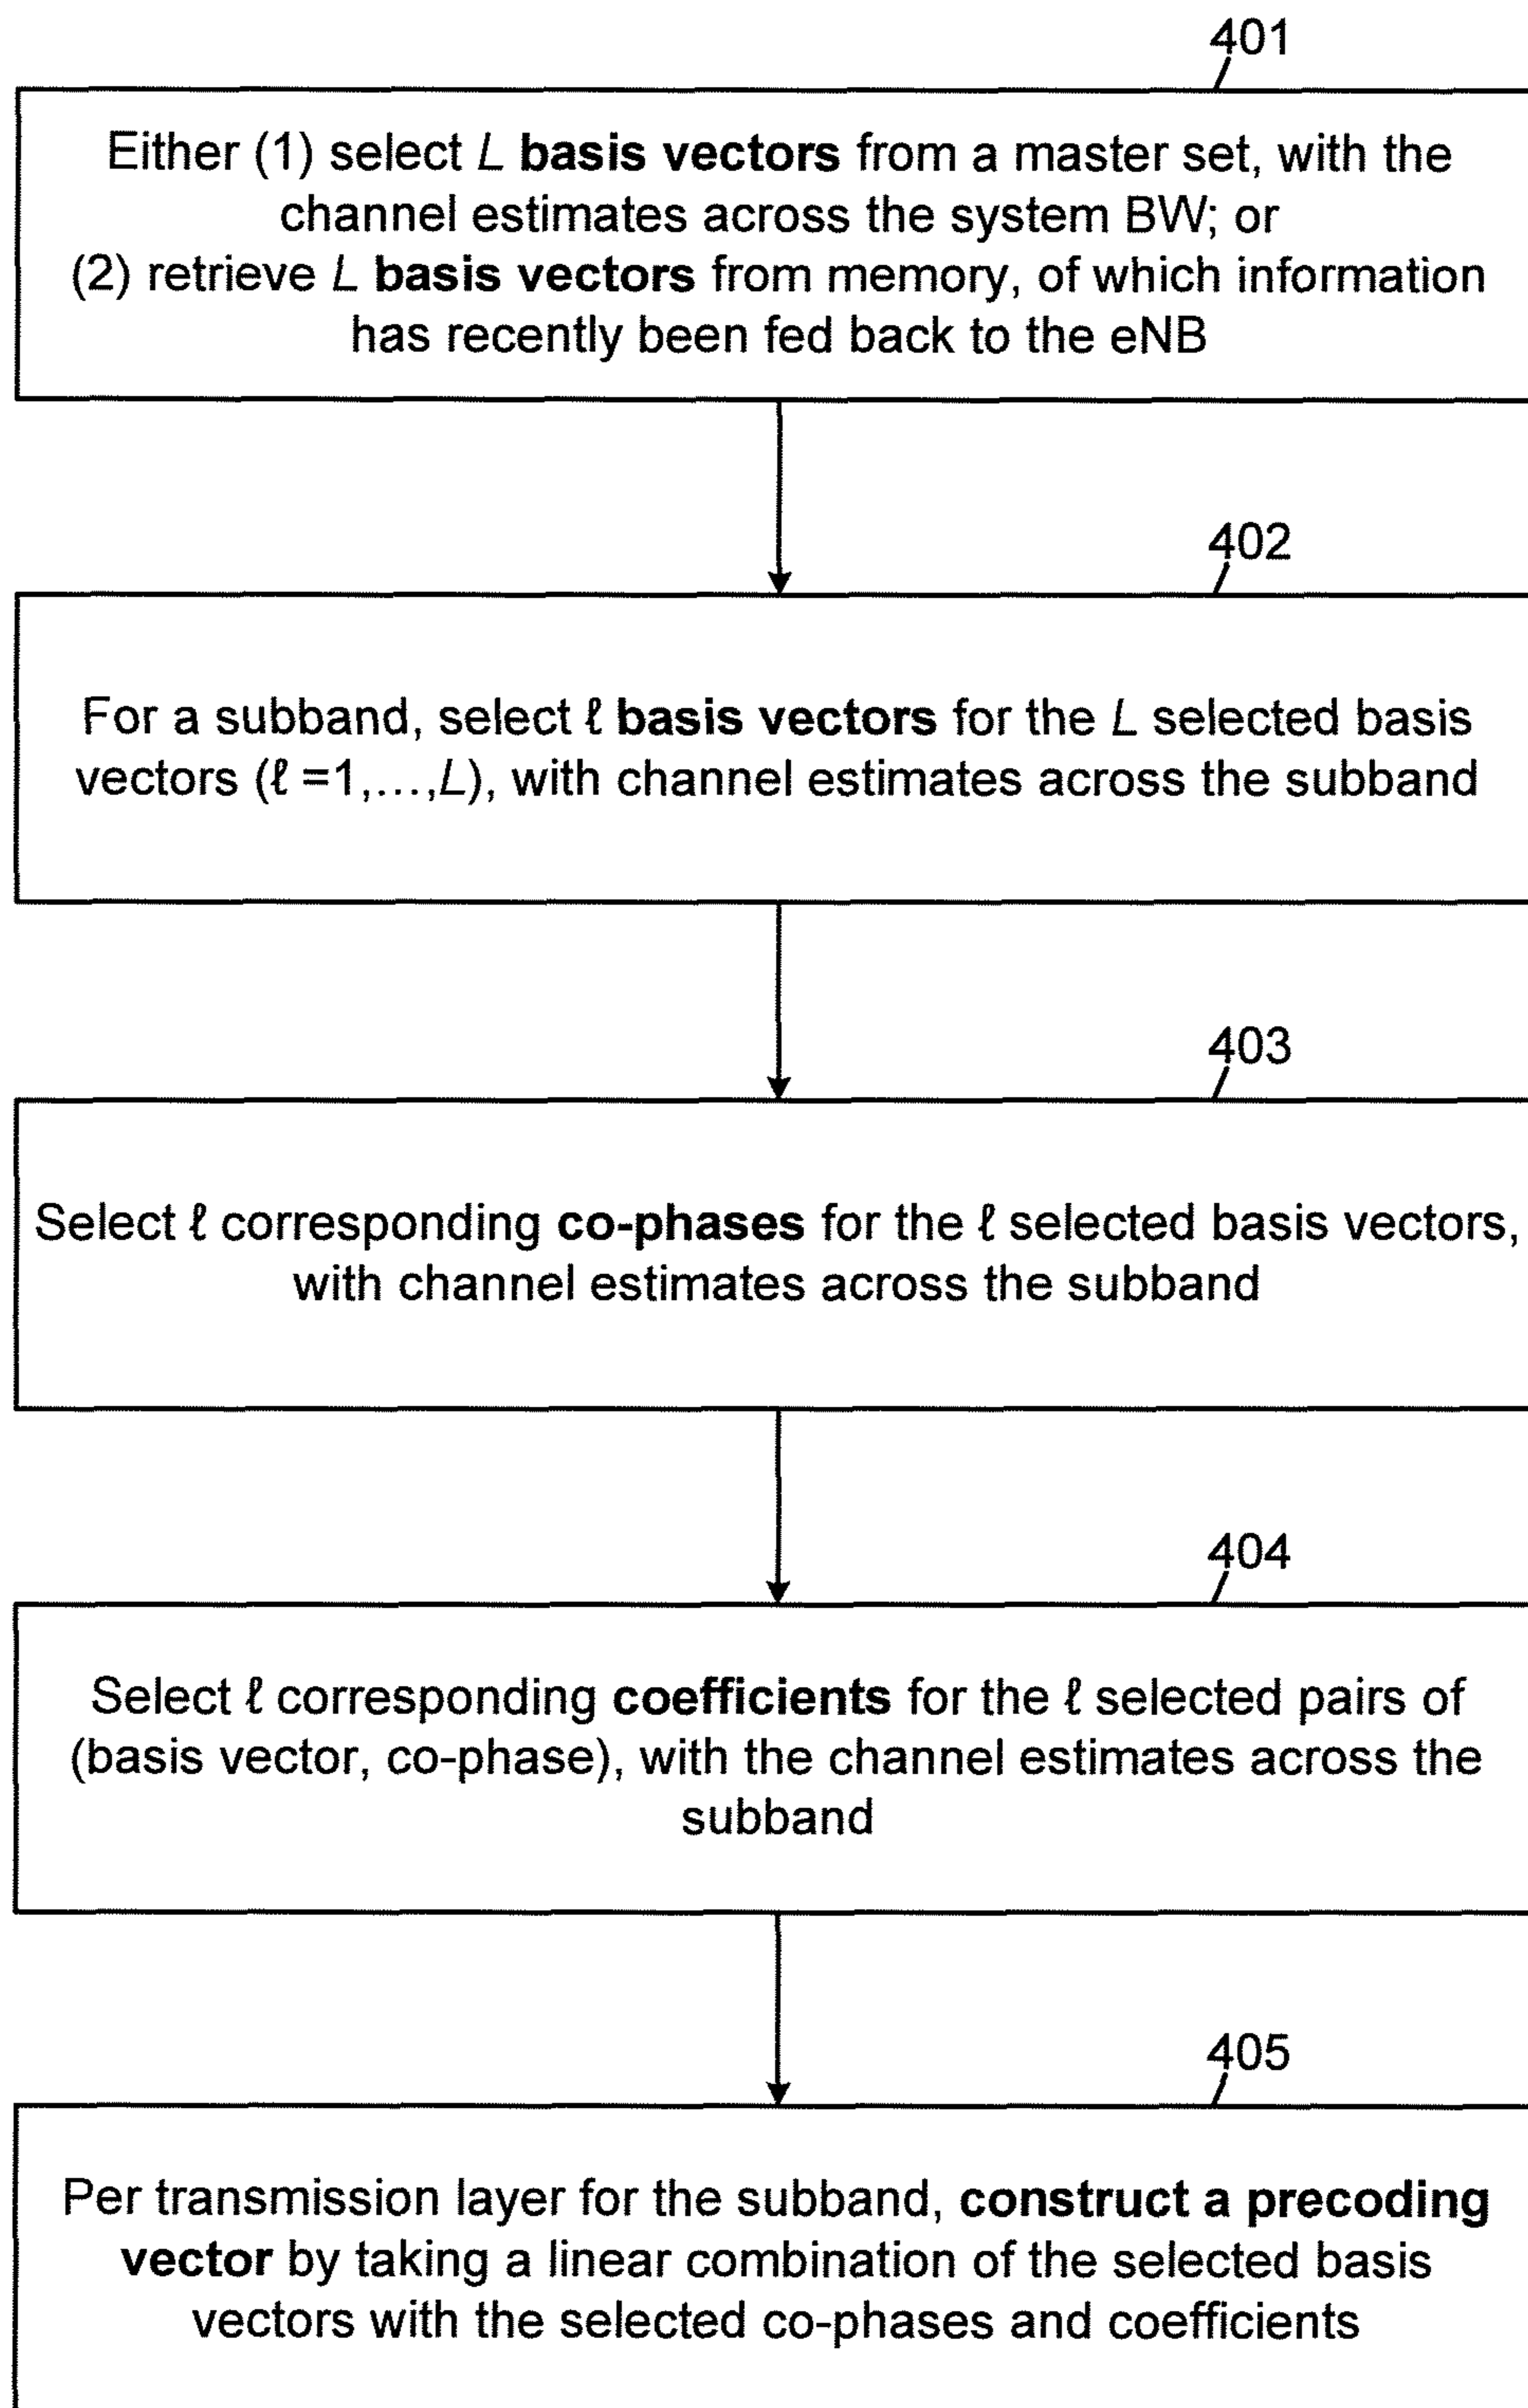 401
Either (1) select L basis vectors from a master set, with the
channel estimates across the system BW; or
(2) retrieve L basis vectors from memory, of which information
has recently been fed back to the eNB
402
For a subband, select ℓ basis vectors for the L selected basis
vectors (ℓ =1,...,L), with channel estimates across the subband
403
Select ℓ corresponding co-phases for the ℓ selected basis vectors,
with channel estimates across the subband
404
Select ℓ corresponding coefficients for the ℓ selected pairs of
(basis vector, co-phase), with the channel estimates across the
subband
405
Per transmission layer for the subband, construct a precoding
vector by taking a linear combination of the selected basis
vectors with the selected co-phases and coefficients